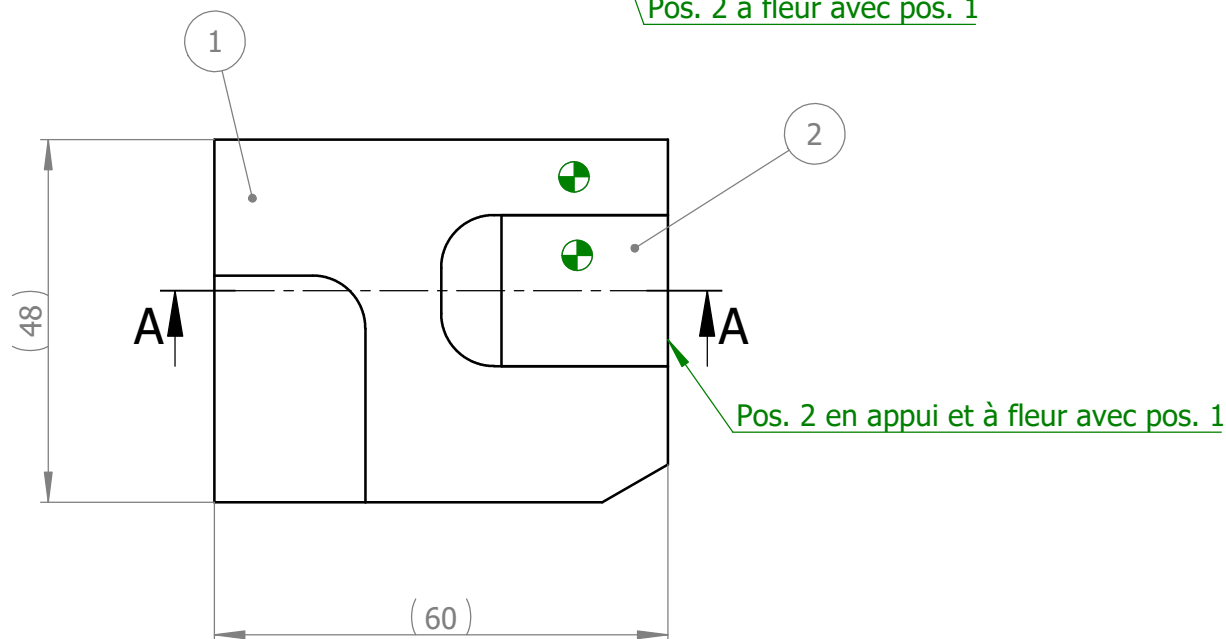 Pos. 2 à fleur avec pos. 1
1
2
(48)
A
A
Pos. 2 en appui et à fleur avec pos. 1
(60)